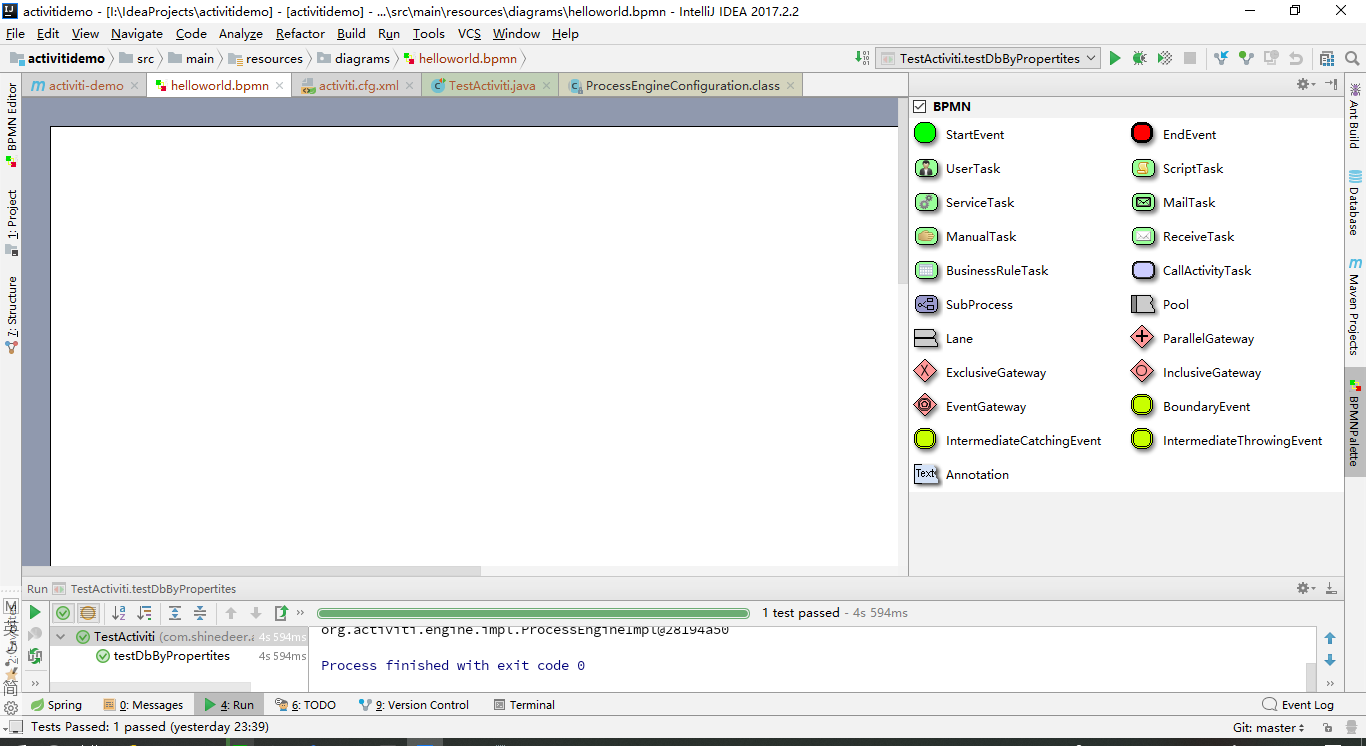 activitidemo - [I:\IdeaProjects\activitidemo] - [activitidemo] - ...\src\main\resources\diagrams\helloworld.bpmn - IntelliJ IDEA 2017.2.2
File Edit View Navigate Code Analyze Refactor Build Run Tools VCS Window Help
activitidemo src main resources diagrams helloworld.bpmn TestActiviti.testDbByPropertites
activiti-demo helloworld.bpmn activiti.cfg.xml TestActiviti.java ProcessEngineConfiguration.class
BPMN Editor
1: Project
7: Structure
BPMN
StartEvent EndEvent
UserTask ScriptTask
ServiceTask MailTask
ManualTask ReceiveTask
BusinessRuleTask CallActivityTask
SubProcess Pool
Lane ParallelGateway
ExclusiveGateway InclusiveGateway
EventGateway BoundaryEvent
IntermediateCatchingEvent IntermediateThrowingEvent
Text Annotation
Ant Build
Database
Maven Projects
BPMNPalette
Run TestActiviti.testDbByPropertites
1 test passed - 4s 594ms
TestActiviti (com.shinedeer.a 4s 594ms
testDbByPropertites 4s 594ms
org.activiti.engine.impl.ProcessEngineImpl@28194a50
Process finished with exit code 0
Spring 0: Messages 4: Run 6: TODO 9: Version Control Terminal Event Log
Tests Passed: 1 passed (yesterday 23:39) Git: master